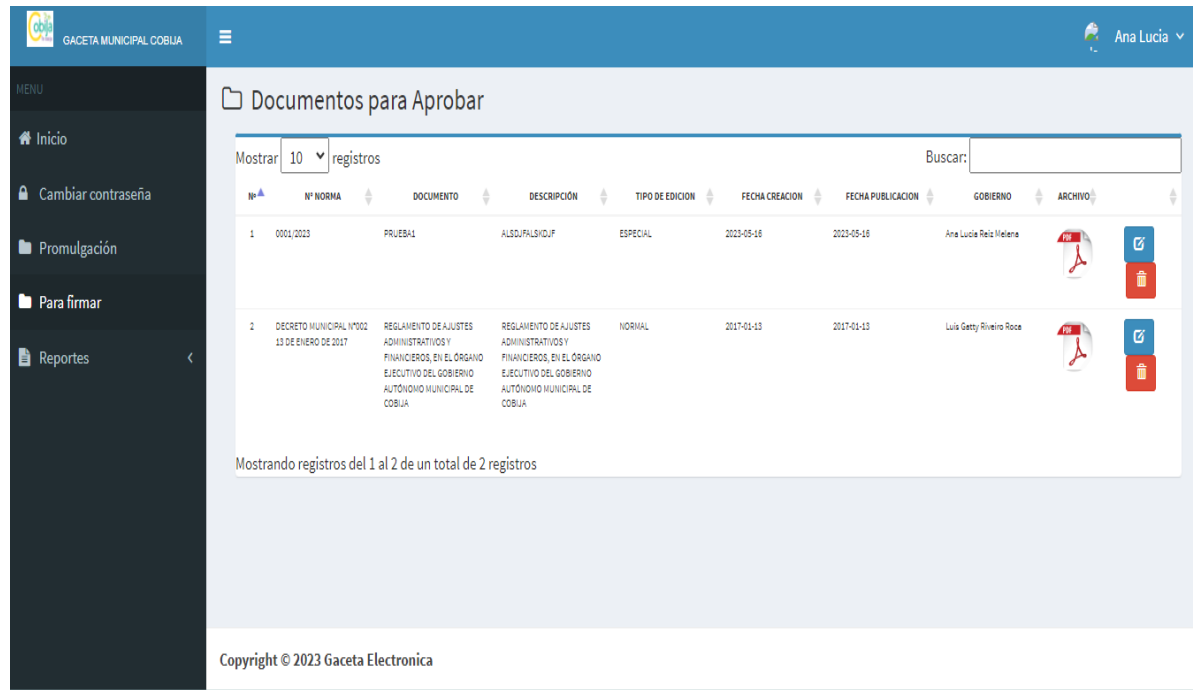 obija
GACETA MUNICIPAL COBIJA
Ana Lucia
MENU
Inicio
Cambiar contraseña
Promulgación
Para firmar
Reportes
Documentos para Aprobar
Mostrar 10 registros
Buscar:
Nº Nº NORMA DOCUMENTO DESCRIPCIÓN TIPO DE EDICION FECHA CREACION FECHA PUBLICACION GOBIERNO ARCHIVO
1 0001/2023 PRUEBA1 ALSDJFALSKDJF ESPECIAL 2023-05-16 2023-05-16 Ana Lucia Reiz Melena PDF
2 DECRETO MUNICIPAL Nº002 REGLAMENTO DE AJUSTES REGLAMENTO DE AJUSTES NORMAL 2017-01-13 2017-01-13 Luis Gatty Riveiro Roca PDF
13 DE ENERO DE 2017 ADMINISTRATIVOS Y ADMINISTRATIVOS Y
FINANCIEROS, EN EL ÓRGANO FINANCIEROS, EN EL ÓRGANO
EJECUTIVO DEL GOBIERNO EJECUTIVO DEL GOBIERNO
AUTÓNOMO MUNICIPAL DE AUTÓNOMO MUNICIPAL DE
COBIJA COBIJA
Mostrando registros del 1 al 2 de un total de 2 registros
Copyright © 2023 Gaceta Electronica